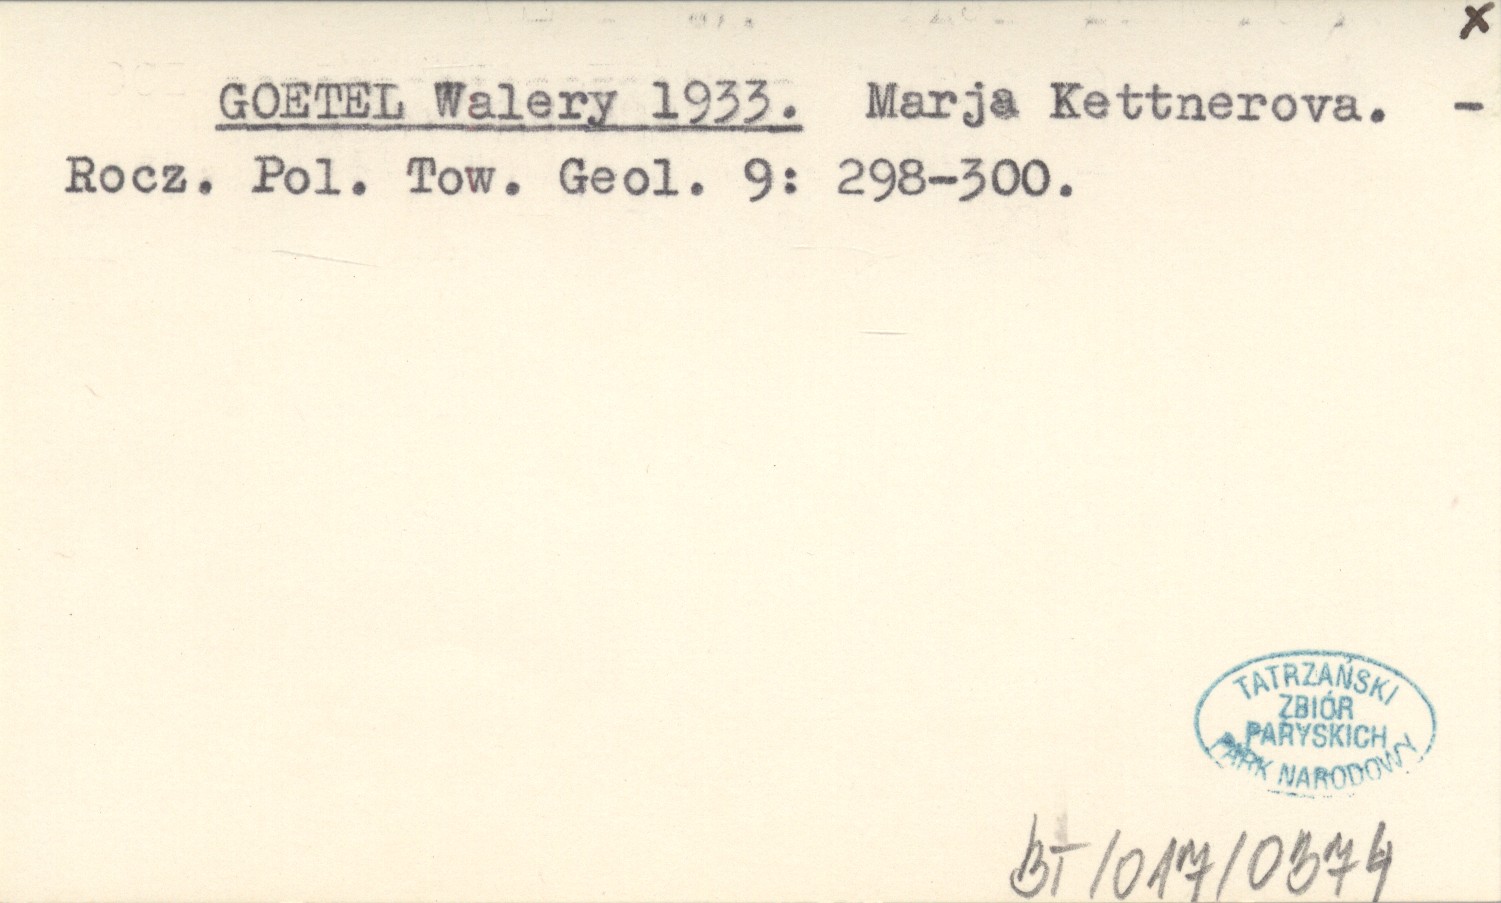 x
GOETEL Walery 1933. Marja Kettnerova. -
Rocz. Pol. Tow. Geol. 9: 298-300.
TATRZAŃSKI
ZBIÓR
PARYSKICH
PARK NARODOWY
BT/017/0374